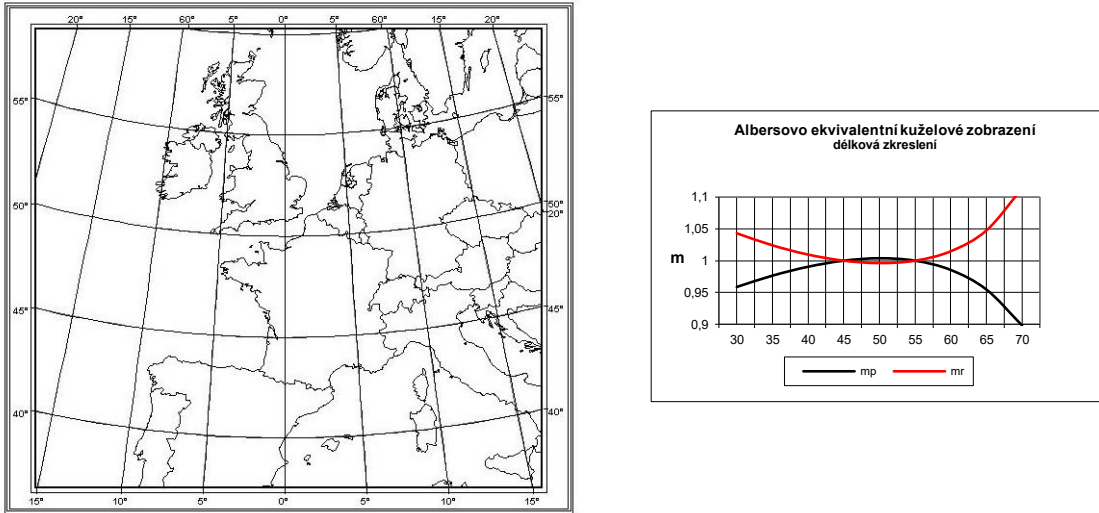 20° 15° 10° 60° 5° 0° 5° 60° 10° 15° 20°
55° 55°
50° 50°
20°
45° 45°
40° 40°
15° 10° 5° 0° 5° 10° 15°
Albersovo ekvivalentní kuželové zobrazení
délková zkreslení
1,1
1,05
m 1
0,95
0,9
30 35 40 45 50 55 60 65 70
mp mr